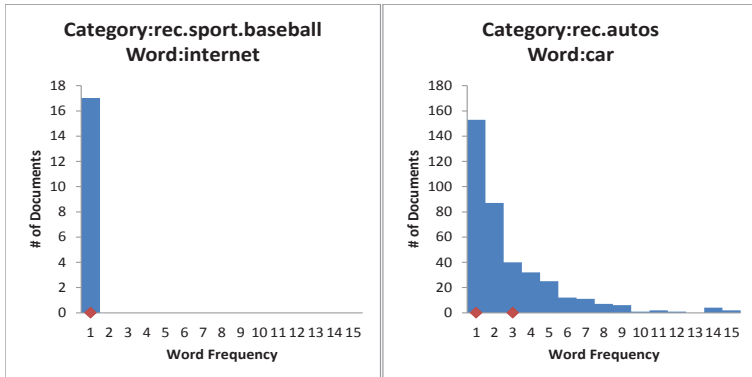 Category:rec.sport.baseball
Word:internet
# of Documents
18
16
14
12
10
8
6
4
2
0
1 2 3 4 5 6 7 8 9 10 11 12 13 14 15
Word Frequency
Category:rec.autos
Word:car
# of Documents
180
160
140
120
100
80
60
40
20
0
1 2 3 4 5 6 7 8 9 10 11 12 13 14 15
Word Frequency